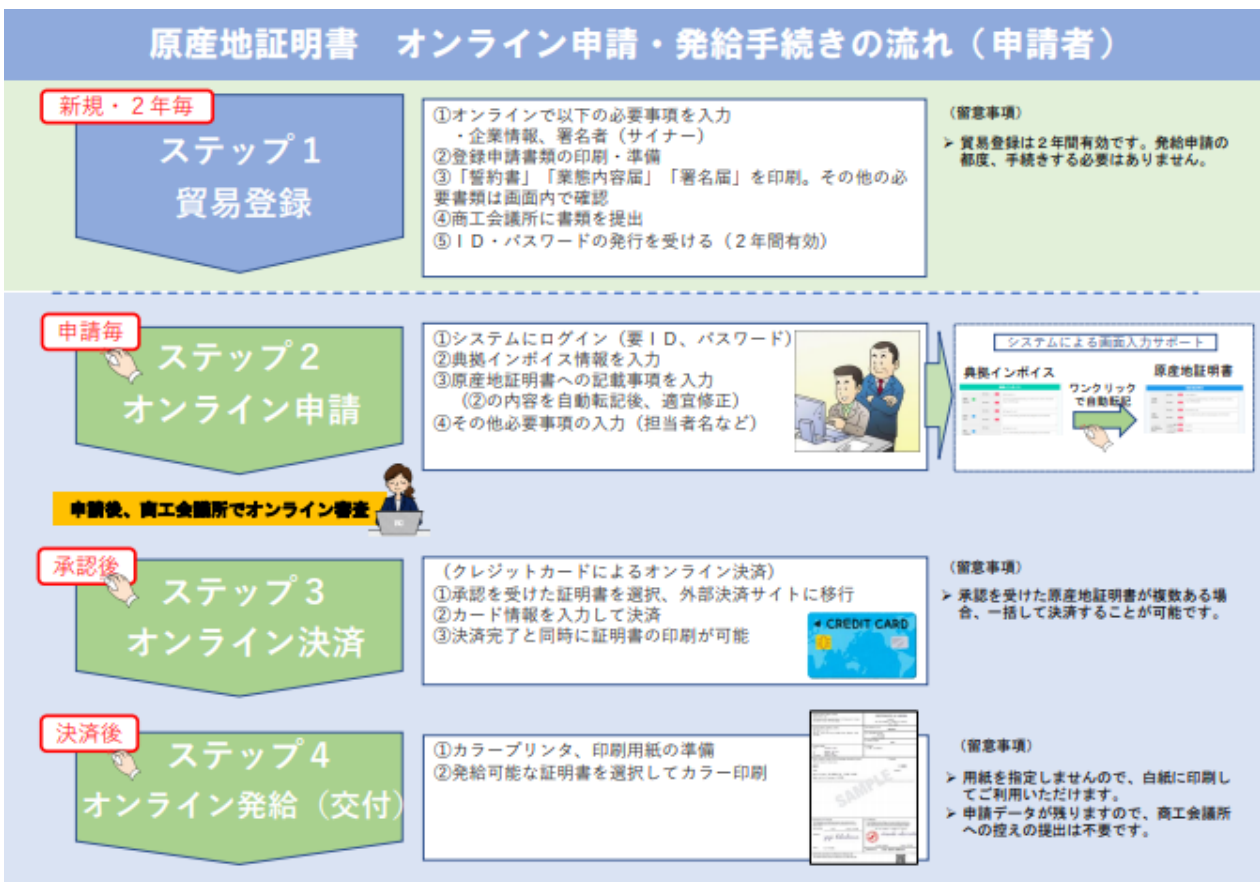 原産地証明書　オンライン申請・発給手続きの流れ（申請者）
新規・２年毎
ステップ１
貿易登録
①オンラインで以下の必要事項を入力
・企業情報、署名者（サイナー）
②登録申請書類の印刷・準備
③「誓約書」「業態内容届」「署名届」を印刷。その他の必
要書類は画面内で確認
④商工会議所に書類を提出
⑤ＩＤ・パスワードの発行を受ける（２年間有効）
（留意事項）
➢ 貿易登録は２年間有効です。発給申請の
都度、手続きする必要はありません。
申請毎
ステップ２
オンライン申請
①システムにログイン（要ＩＤ、パスワード）
②典拠インボイス情報を入力
③原産地証明書への記載事項を入力
（②の内容を自動転記後、適宜修正）
④その他必要事項の入力（担当者名など）
システムによる画面入力サポート
典拠インボイス
ワンクリック
で自動転記
原産地証明書
申請後、商工会議所でオンライン審査
承認後
ステップ３
オンライン決済
（クレジットカードによるオンライン決済）
①承認を受けた証明書を選択、外部決済サイトに移行
②カード情報を入力して決済
③決済完了と同時に証明書の印刷が可能
CREDIT CARD
（留意事項）
➢ 承認を受けた原産地証明書が複数ある場
合、一括して決済することが可能です。
決済後
ステップ４
オンライン発給（交付）
①カラープリンタ、印刷用紙の準備
②発給可能な証明書を選択してカラー印刷
SAMPLE
（留意事項）
➢ 用紙を指定しませんので、白紙に印刷し
てご利用いただけます。
➢ 申請データが残りますので、商工会議所
への控えの提出は不要です。